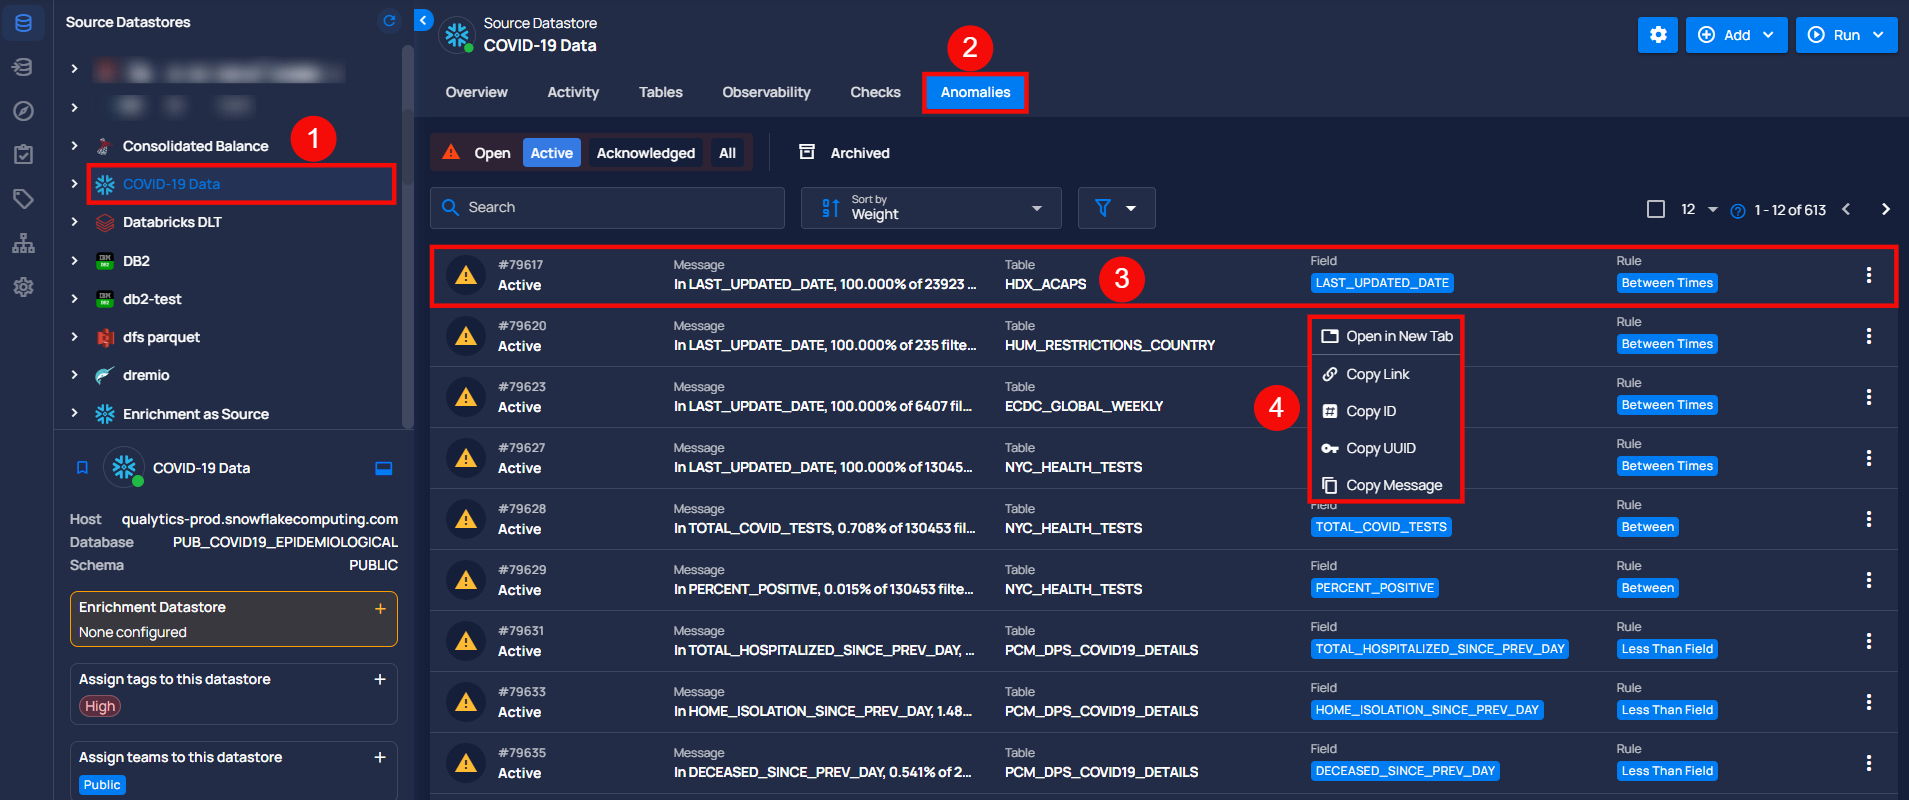 Source Datastores
1
Consolidated Balance
COVID-19 Data
Databricks DLT
IBM
DB2
DB2
IBM
DB2
db2-test
dfs parquet
dremio
Enrichment as Source
COVID-19 Data
Host qualytics-prod.snowflakecomputing.com
Database PUB_COVID19_EPIDEMIOLOGICAL
Schema PUBLIC
Enrichment Datastore
None configured
Assign tags to this datastore
High
Assign teams to this datastore
Public
Source Datastore
COVID-19 Data
Add
Run
2
Overview Activity Tables Observability Checks Anomalies
Open Active Acknowledged All Archived
Search
Sort by
Weight
12
1 - 12 of 613
#79617 Message Table Field Rule
Active In LAST_UPDATED_DATE, 100.000% of 23923 ... HDX_ACAPS LAST_UPDATED_DATE Between Times
3
#79620 Message Table Rule
Active In LAST_UPDATE_DATE, 100.000% of 235 filte... HUM_RESTRICTIONS_COUNTRY Between Times
#79623 Message Table Rule
Active In LAST_UPDATE_DATE, 100.000% of 6407 fil... ECDC_GLOBAL_WEEKLY Between Times
#79627 Message Table Rule
Active In LAST_UPDATED_DATE, 100.000% of 13045... NYC_HEALTH_TESTS Between Times
4
Open in New Tab
Copy Link
Copy ID
Copy UUID
Copy Message
#79628 Message Table Field Rule
Active In TOTAL_COVID_TESTS, 0.708% of 130453 fil... NYC_HEALTH_TESTS TOTAL_COVID_TESTS Between
#79629 Message Table Field Rule
Active In PERCENT_POSITIVE, 0.015% of 130453 filte... NYC_HEALTH_TESTS PERCENT_POSITIVE Between
#79631 Message Table Field Rule
Active In TOTAL_HOSPITALIZED_SINCE_PREV_DAY, ... PCM_DPS_COVID19_DETAILS TOTAL_HOSPITALIZED_SINCE_PREV_DAY Less Than Field
#79633 Message Table Field Rule
Active In HOME_ISOLATION_SINCE_PREV_DAY, 1.48... PCM_DPS_COVID19_DETAILS HOME_ISOLATION_SINCE_PREV_DAY Less Than Field
#79635 Message Table Field Rule
Active In DECEASED_SINCE_PREV_DAY, 0.541% of 2... PCM_DPS_COVID19_DETAILS DECEASED_SINCE_PREV_DAY Less Than Field